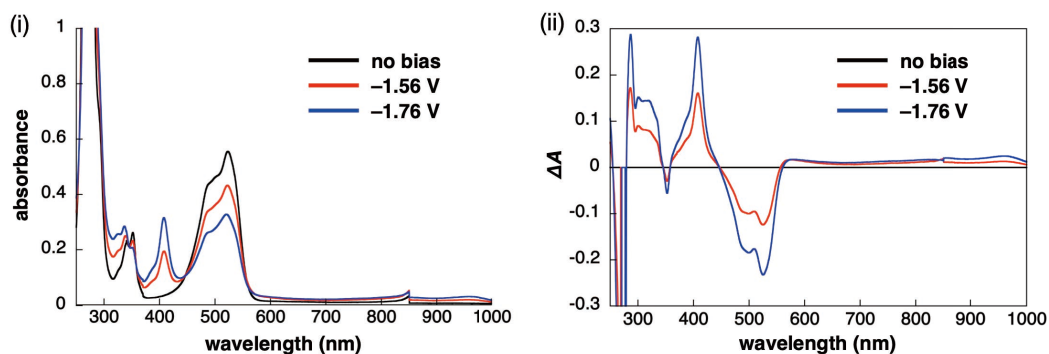 (i)
absorbance
1
0.8
0.6
0.4
0.2
0
300 400 500 600 700 800 900 1000
wavelength (nm)
no bias
–1.56 V
–1.76 V
(ii)
ΔA
0.3
0.2
0.1
0
-0.1
-0.2
-0.3
300 400 500 600 700 800 900 1000
wavelength (nm)
no bias
–1.56 V
–1.76 V